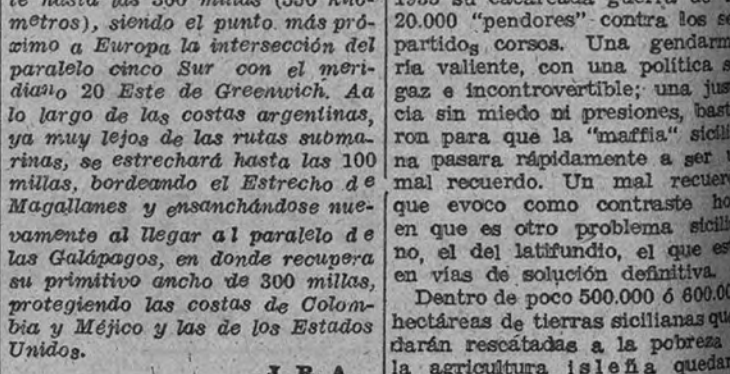 metros), siendo el punto más pró-
ximo a Europa la intersección del
paralelo cinco Sur con el meri-
diano 20 Este de Greenwich. Aa
lo largo de las costas argentinas,
ya muy lejos de las rutas subma-
rinas, se estrechará hasta las 100
millas, bordeando el Estrecho de
Magallanes y ensanchándose nue-
vamente al llegar al paralelo de
las Galápagos, en donde recupera
su primitivo ancho de 300 millas,
protegiendo las costas de Colom-
bia y Méjico y las de los Estados
Unidos.
J. R. A.
20.000 "pendores" contra los se
partidos corsos. Una gendarm
ría valiente, con una política s
gaz e incontrovertible; una jus
cia sin miedo ni presiones, bast
ron para que la "maffia" sicili
na pasara rápidamente a ser
mal recuerdo. Un mal recuer
que evoco como contraste ho
en que es otro problema sicili
no, el del latifundio, el que es
en vías de solución definitiva.
Dentro de poco 500.000 ó 600.00
hectáreas de tierras sicilianas que
darán rescatadas a la pobreza
la agricultura isleña quedar